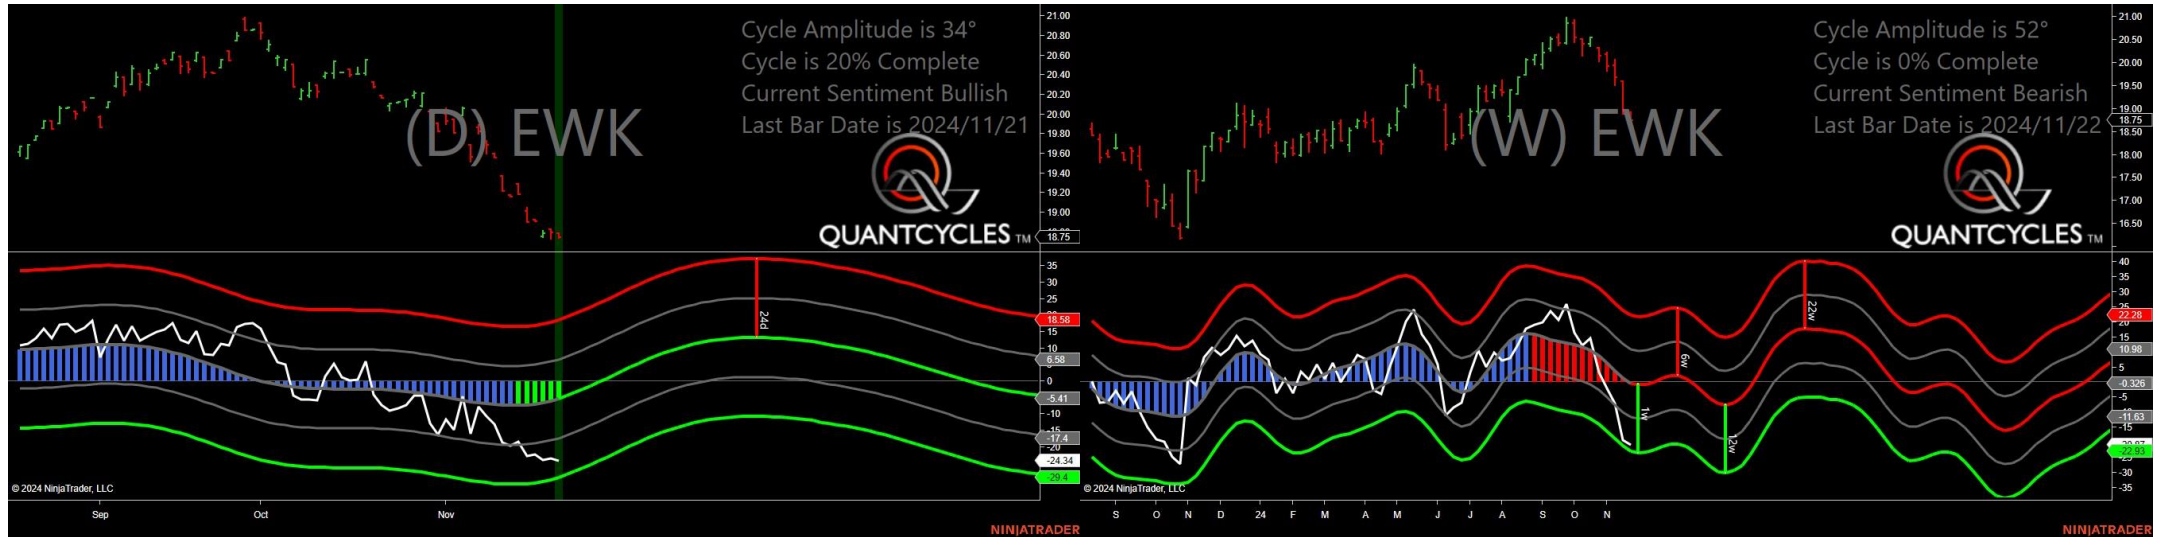 Cycle Amplitude is 34°
Cycle is 20% Complete
Current Sentiment Bullish
Last Bar Date is 2024/11/21
(D) EWK
QUANTCYCLES TM
21.00
20.80
20.60
20.40
20.20
20.00
19.80
19.60
19.40
19.20
19.00
18.75
35
30
25
18.58
15
10
6.58
0
-5.41
-10
-15
-17.4
-20
-24.34
-29.4
24d
© 2024 NinjaTrader, LLC
Sep Oct Nov
NINJATRADER
Cycle Amplitude is 52°
Cycle is 0% Complete
Current Sentiment Bearish
Last Bar Date is 2024/11/22
(W) EWK
QUANTCYCLES TM
21.00
20.50
20.00
19.50
19.00
18.75
18.50
18.00
17.50
17.00
16.50
40
35
30
25
22.28
20
15
10.98
5
-0.326
-5
-11.63
-15
-22.93
-30
-35
6w
22w
1w
12w
© 2024 NinjaTrader, LLC
S O N D 24 F M A M J J A S O N
NINJATRADER